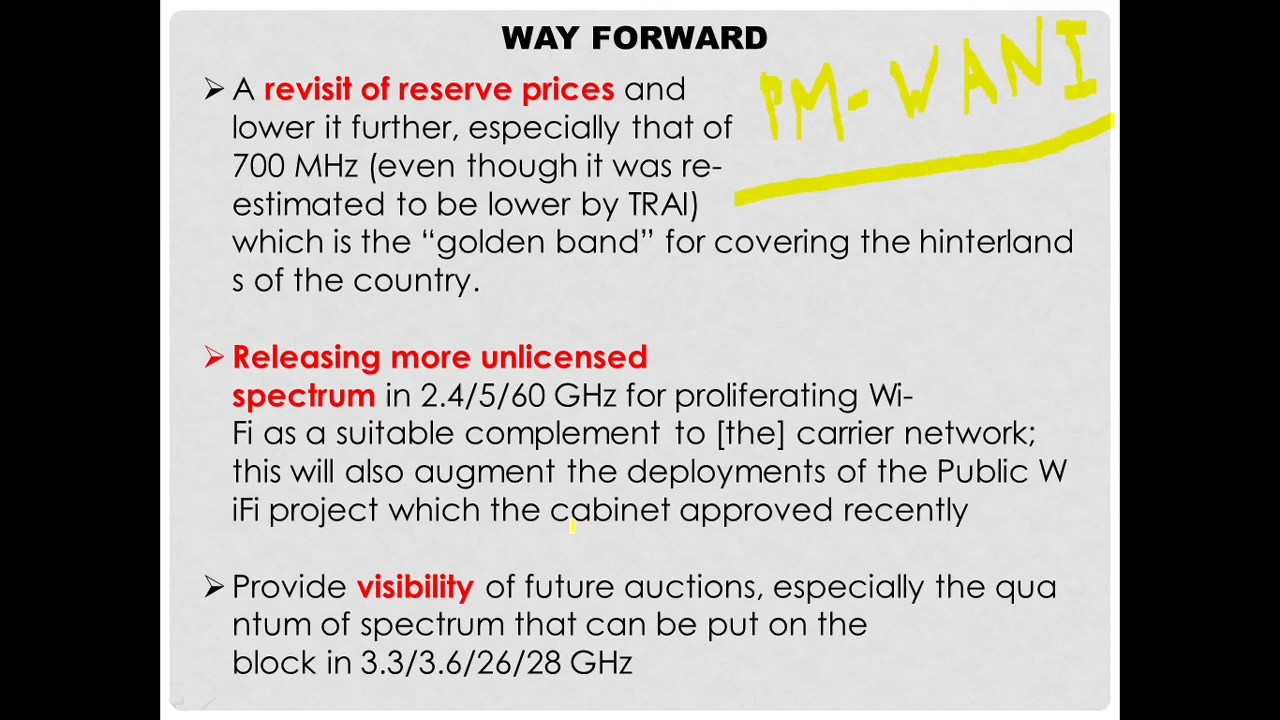 WAY FORWARD
PM-WANI
➢ A revisit of reserve prices and
lower it further, especially that of
700 MHz (even though it was re-
estimated to be lower by TRAI)
which is the “golden band” for covering the hinterland
s of the country.
➢ Releasing more unlicensed
spectrum in 2.4/5/60 GHz for proliferating Wi-
Fi as a suitable complement to [the] carrier network;
this will also augment the deployments of the Public W
iFi project which the cabinet approved recently
➢ Provide visibility of future auctions, especially the qua
ntum of spectrum that can be put on the
block in 3.3/3.6/26/28 GHz